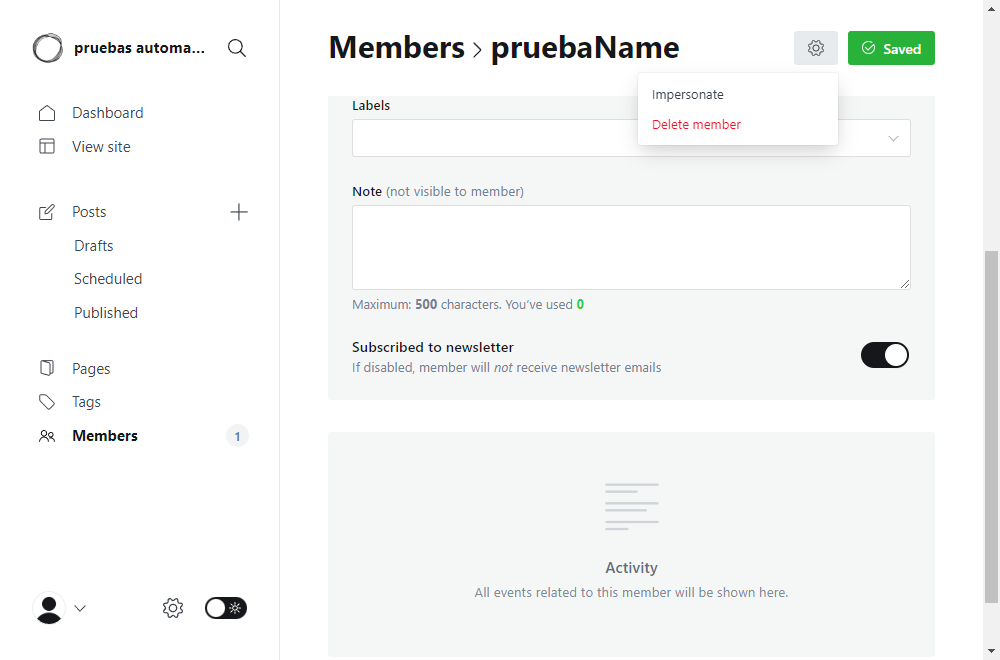 pruebas automa...
Dashboard
View site
Posts
Drafts
Scheduled
Published
Pages
Tags
Members
1
Members
pruebaName
Saved
Impersonate
Delete member
Labels
Note (not visible to member)
Maximum: 500 characters. You've used 0
Subscribed to newsletter
If disabled, member will not receive newsletter emails
Activity
All events related to this member will be shown here.